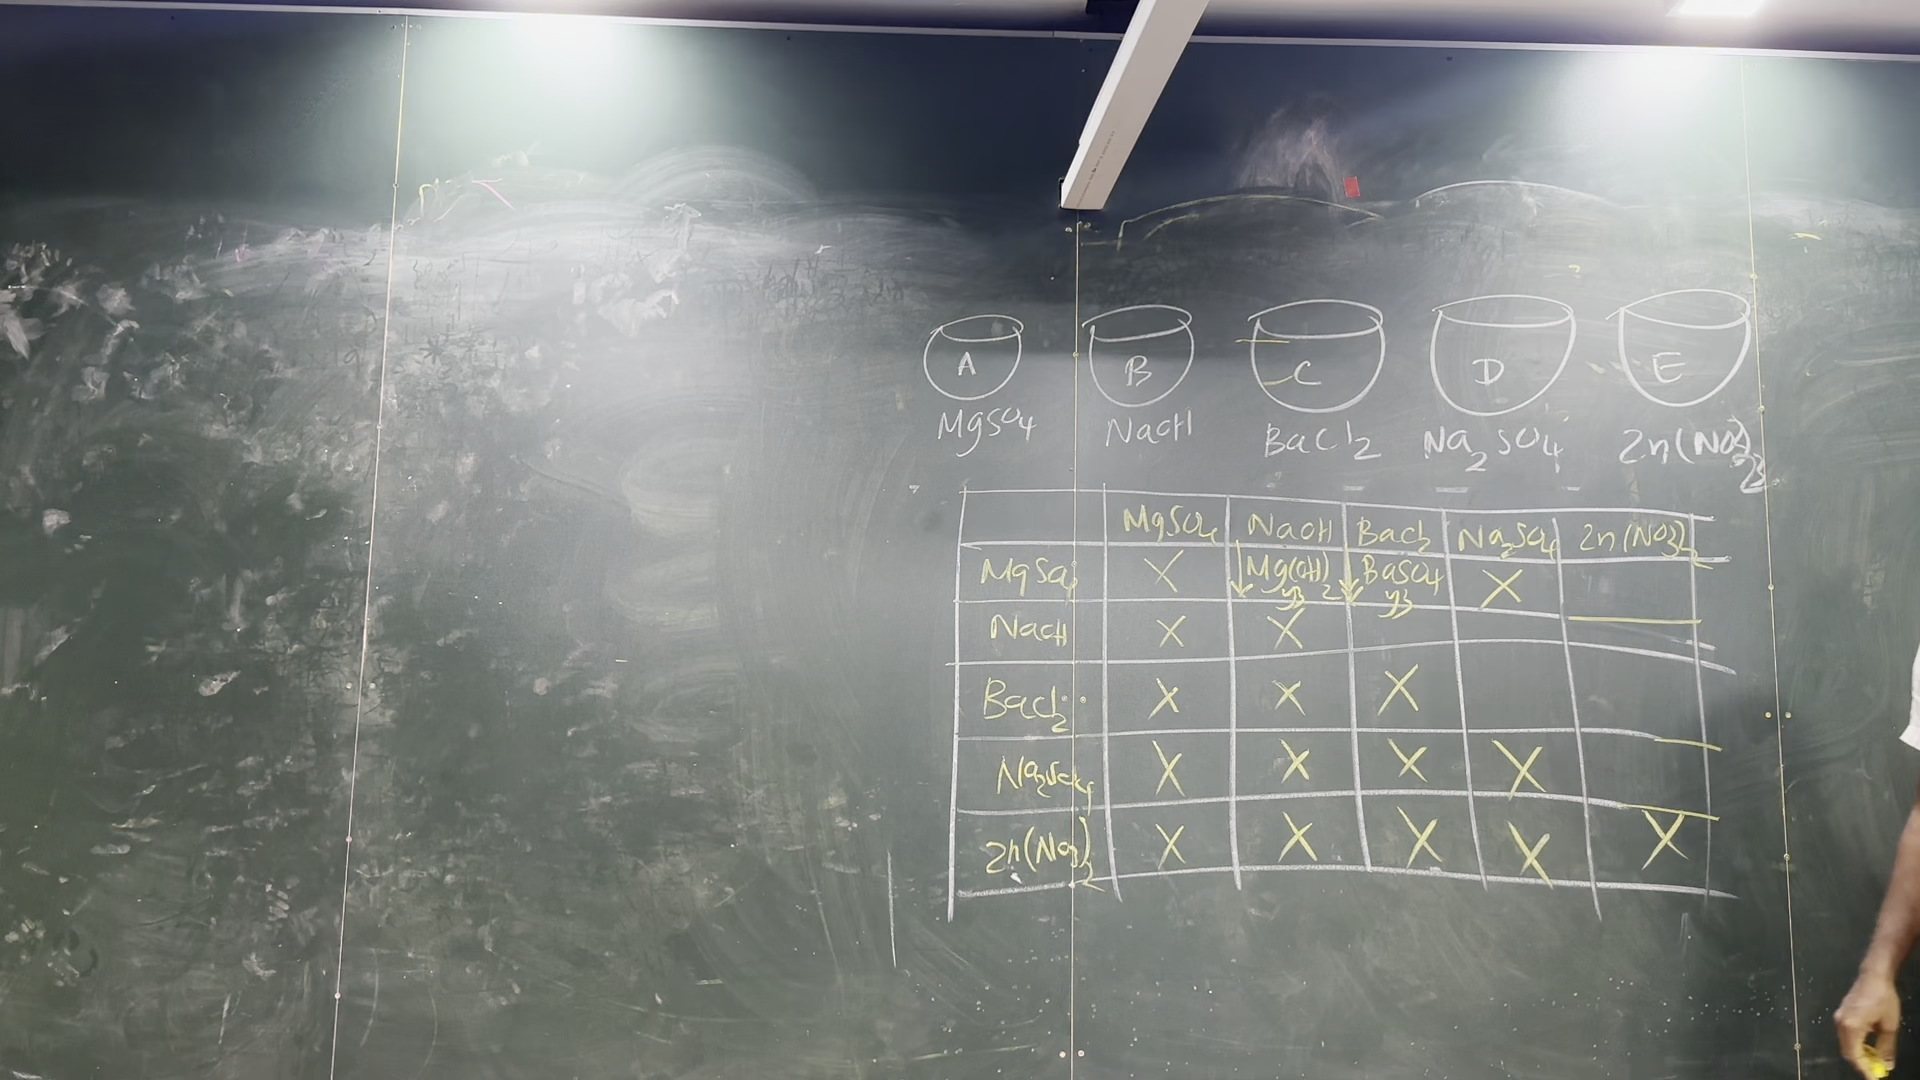 A B C D E
MgSO4 NaOH BaCl2 Na2SO4 Zn(NO3)2
MgSO4 NaOH BaCl2 Na2SO4 Zn(NO3)2
MgSO4 X ↓Mg(OH)2 ↓BaSO4 X
NaOH X X
BaCl2 X X X
Na2SO4 X X X X
Zn(NO3)2 X X X X X